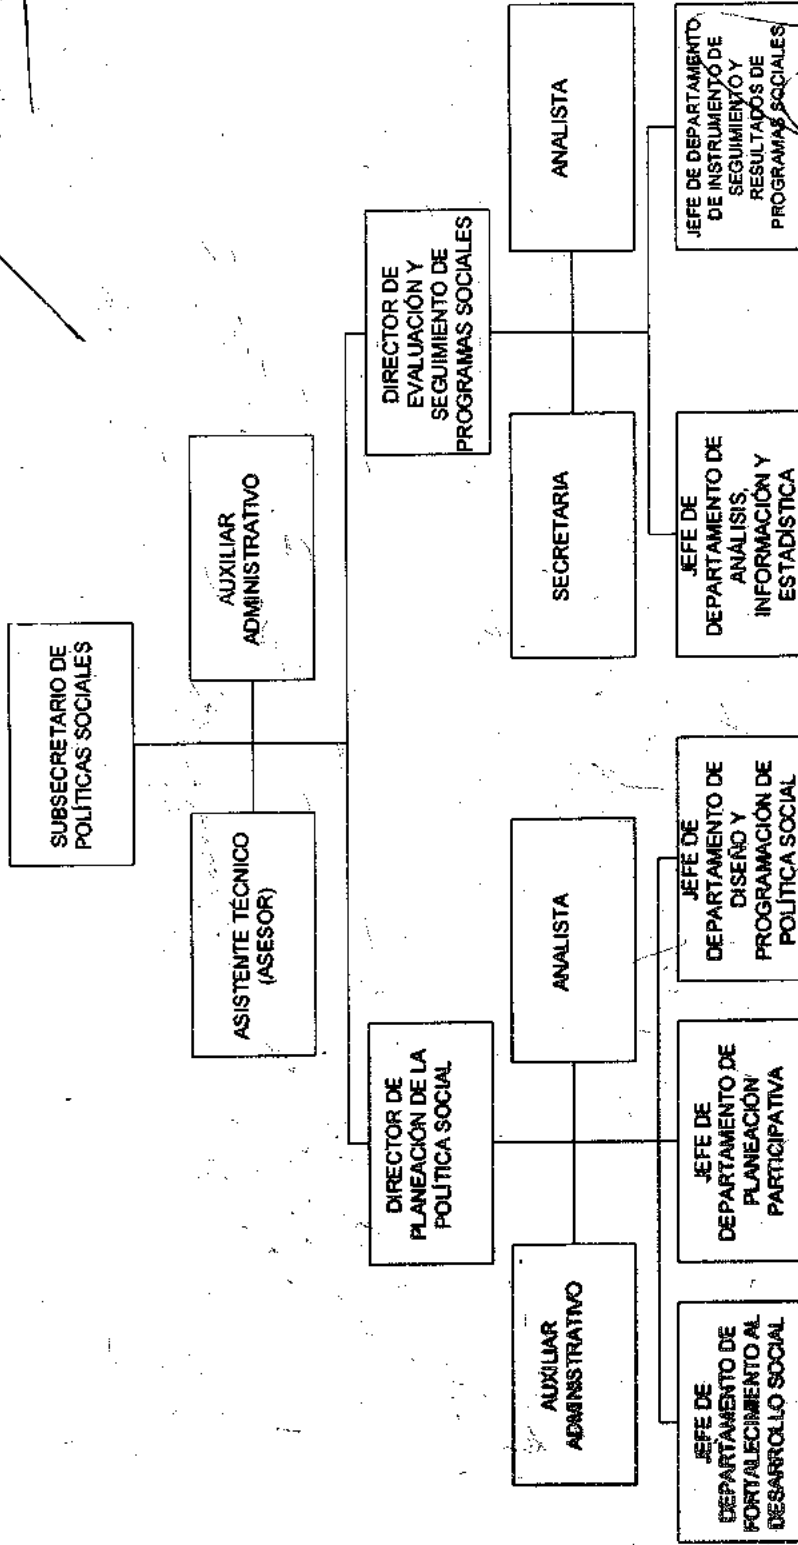 SUBSECRETARIO DE
POLÍTICAS SOCIALES
ASISTENTE TÉCNICO
(ASESOR)
AUXILIAR
ADMINISTRATIVO
DIRECTOR DE
PLANEACIÓN DE LA
POLÍTICA SOCIAL
DIRECTOR DE
EVALUACIÓN Y
SEGUIMIENTO DE
PROGRAMAS SOCIALES
AUXILIAR
ADMINISTRATIVO
ANALISTA
SECRETARIA
ANALISTA
JEFE DE
DEPARTAMENTO DE
FORTALECIMIENTO AL
DESARROLLO SOCIAL
JEFE DE
DEPARTAMENTO DE
PLANEACIÓN
PARTICIPATIVA
JEFE DE
DEPARTAMENTO DE
DISEÑO Y
PROGRAMACIÓN DE
POLÍTICA SOCIAL
JEFE DE
DEPARTAMENTO DE
ANÁLISIS,
INFORMACIÓN Y
ESTADÍSTICA
JEFE DE DEPARTAMENTO
DE INSTRUMENTO DE
SEGUIMIENTO Y
RESULTADOS DE
PROGRAMAS SOCIALES